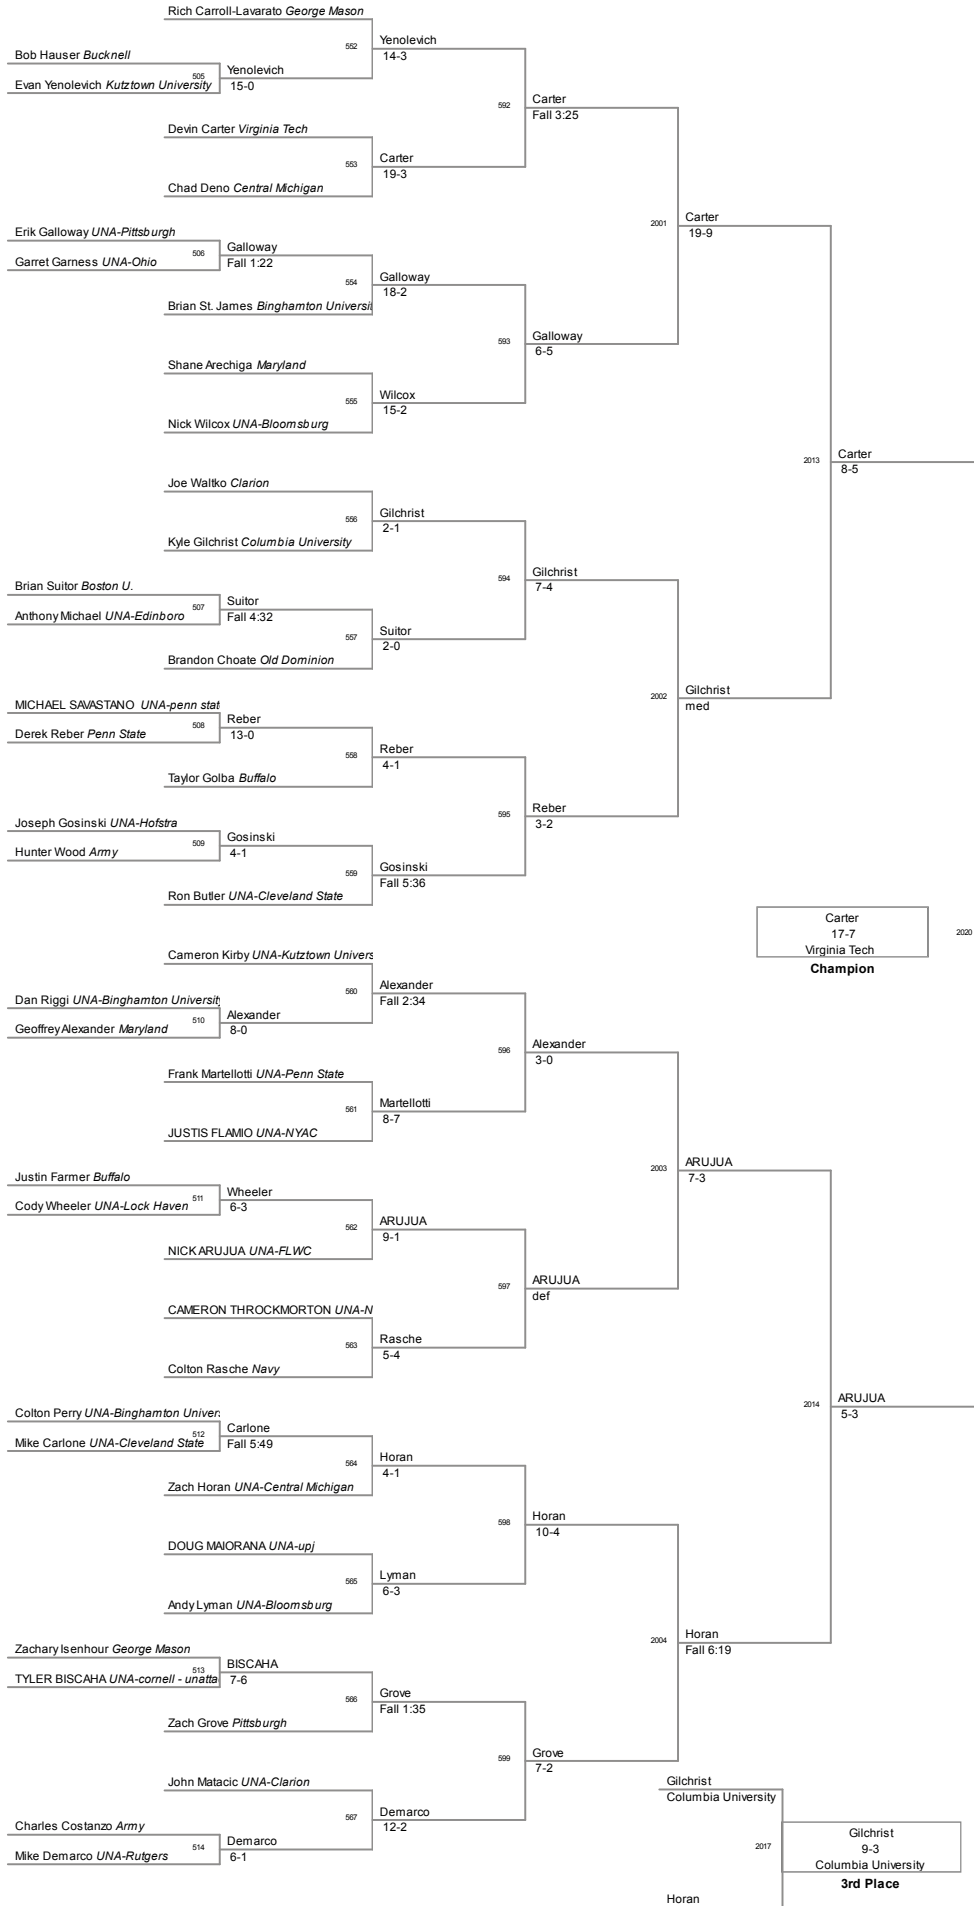 Rich Carroll-Lavarato George Mason
552
Yenolevich
14-3
Bob Hauser Bucknell
505
Yenolevich
15-0
Evan Yenolevich Kutztown University
592
Carter
Fall 3:25
Devin Carter Virginia Tech
553
Carter
19-3
Chad Deno Central Michigan
2001
Carter
19-9
Erik Galloway UNA-Pittsburgh
506
Galloway
Fall 1:22
Garret Garness UNA-Ohio
554
Galloway
18-2
Brian St. James Binghamton Universit
593
Galloway
6-5
Shane Arechiga Maryland
555
Wilcox
15-2
Nick Wilcox UNA-Bloomsburg
2013
Carter
8-5
Joe Waltko Clarion
556
Gilchrist
2-1
Kyle Gilchrist Columbia University
594
Gilchrist
7-4
Brian Suitor Boston U.
507
Suitor
Fall 4:32
Anthony Michael UNA-Edinboro
557
Suitor
2-0
Brandon Choate Old Dominion
2002
Gilchrist
med
MICHAEL SAVASTANO UNA-penn stat
508
Reber
13-0
Derek Reber Penn State
558
Reber
4-1
Taylor Golba Buffalo
595
Reber
3-2
Joseph Gosinski UNA-Hofstra
509
Gosinski
4-1
Hunter Wood Army
559
Gosinski
Fall 5:36
Ron Butler UNA-Cleveland State
Carter
17-7
Virginia Tech
Champion
2020
Cameron Kirby UNA-Kutztown Univers
560
Alexander
Fall 2:34
Dan Riggi UNA-Binghamton University
510
Alexander
8-0
Geoffrey Alexander Maryland
596
Alexander
3-0
Frank Martellotti UNA-Penn State
561
Martellotti
8-7
JUSTIS FLAMIO UNA-NYAC
2003
ARUJUA
7-3
Justin Farmer Buffalo
511
Wheeler
6-3
Cody Wheeler UNA-Lock Haven
562
ARUJUA
9-1
NICK ARUJUA UNA-FLWC
597
ARUJUA
def
CAMERON THROCKMORTON UNA-N
563
Rasche
5-4
Colton Rasche Navy
2014
ARUJUA
5-3
Colton Perry UNA-Binghamton Univers
512
Carlone
Fall 5:49
Mike Carlone UNA-Cleveland State
564
Horan
4-1
Zach Horan UNA-Central Michigan
598
Horan
10-4
DOUG MAIORANA UNA-upj
565
Lyman
6-3
Andy Lyman UNA-Bloomsburg
2004
Horan
Fall 6:19
Zachary Isenhour George Mason
513
BISCAHA
7-6
TYLER BISCAHA UNA-cornell - unatta
566
Grove
Fall 1:35
Zach Grove Pittsburgh
599
Grove
7-2
John Matacic UNA-Clarion
567
Demarco
12-2
Charles Costanzo Army
514
Demarco
6-1
Mike Demarco UNA-Rutgers
Gilchrist
Columbia University
2017
Gilchrist
9-3
Columbia University
3rd Place
Horan